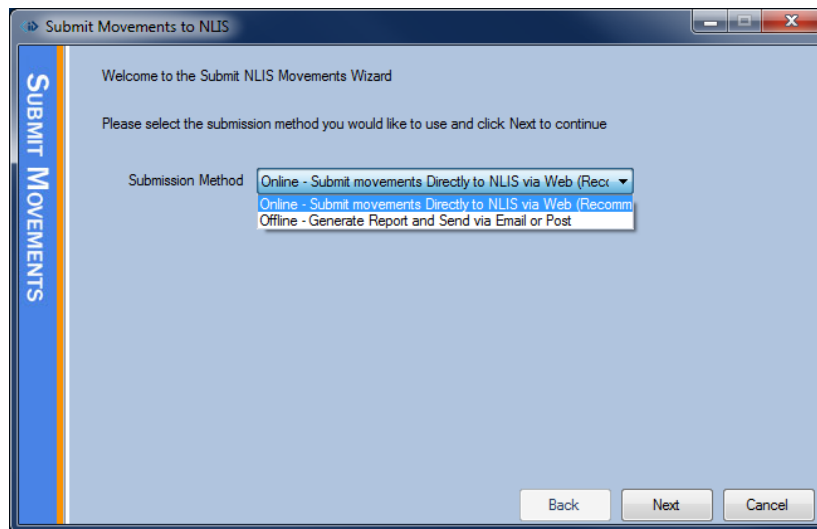 Submit Movements to NLIS
SUBMIT MOVEMENTS
Welcome to the Submit NLIS Movements Wizard
Please select the submission method you would like to use and click Next to continue
Submission Method
Online - Submit movements Directly to NLIS via Web (Reco
Online - Submit movements Directly to NLIS via Web (Recomm
Offline - Generate Report and Send via Email or Post
Back Next Cancel